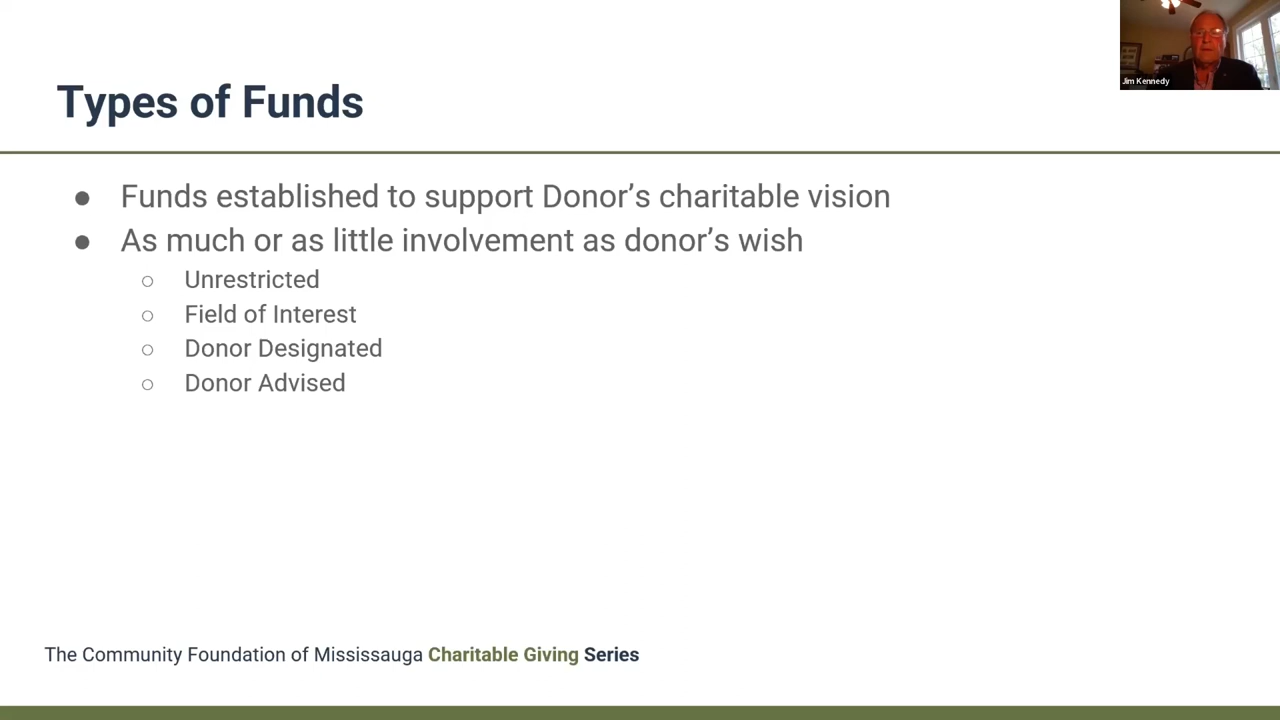 Jim Kennedy
Types of Funds
● Funds established to support Donor’s charitable vision
● As much or as little involvement as donor’s wish
○ Unrestricted
○ Field of Interest
○ Donor Designated
○ Donor Advised
The Community Foundation of Mississauga Charitable Giving Series